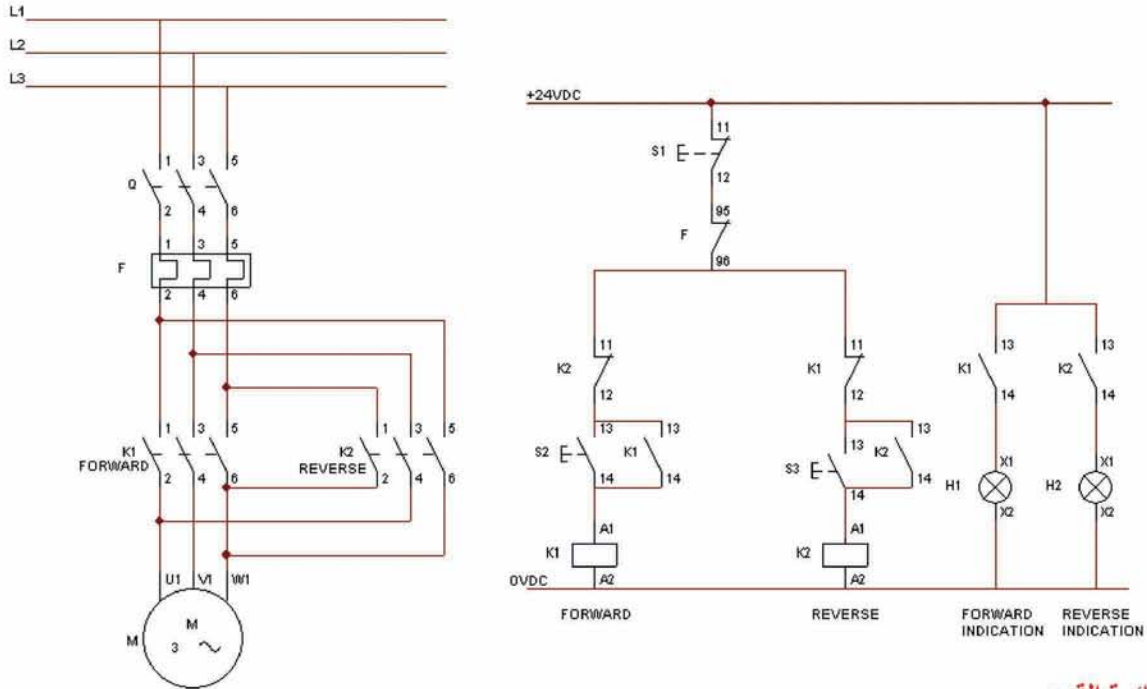 L1
L2
L3
1 3 5
Q
2 4 6
1 3 5
F
2 4 6
1 3 5
K1
FORWARD
2 4 6
1 3 5
K2
REVERSE
2 4 6
U1 V1 W1
M
M
3
+24VDC
11
S1
12
95
F
96
11
K2
12
13
S2
14
K1
13
14
A1
K1
A2
FORWARD
11
K1
12
13
S3
14
K2
13
14
A1
K2
A2
REVERSE
0VDC
13
K1
14
X1
H1
X2
FORWARD
INDICATION
13
K2
14
X1
H2
X2
REVERSE
INDICATION